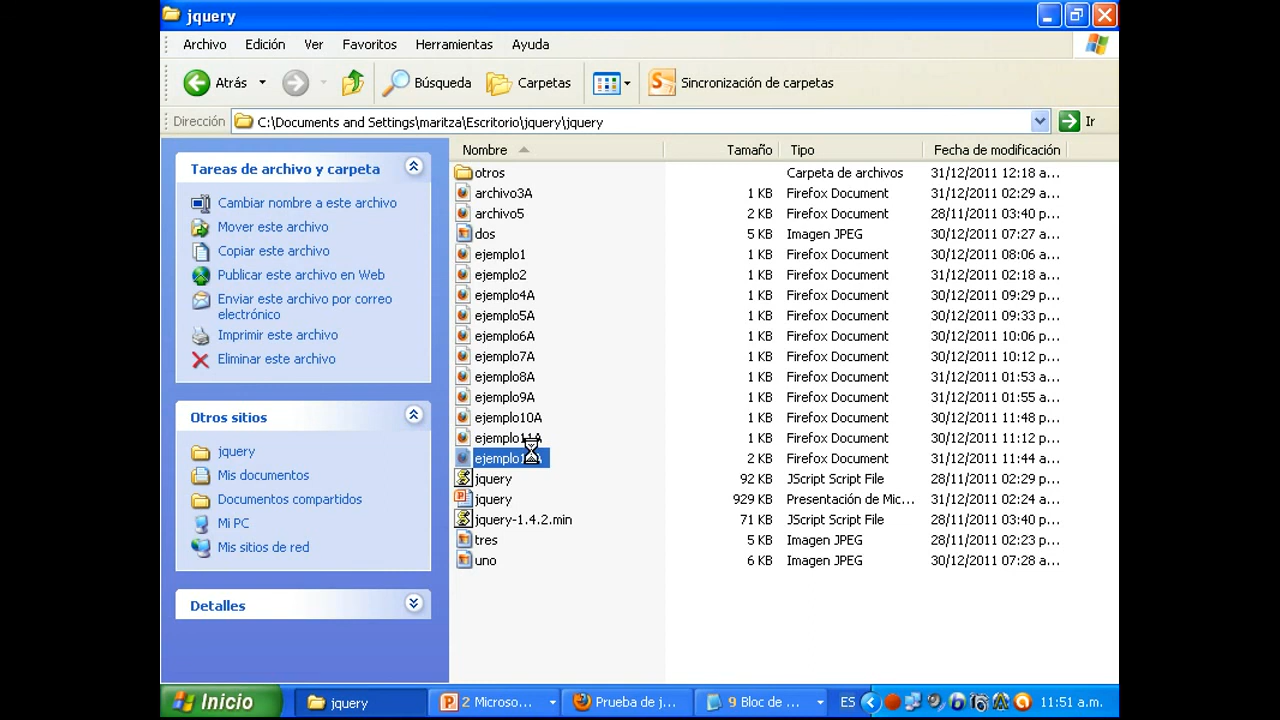 jquery
Archivo Edición Ver Favoritos Herramientas Ayuda
Atrás Búsqueda Carpetas Sincronización de carpetas
Dirección C:\Documents and Settings\maritza\Escritorio\jquery\jquery Ir
Tareas de archivo y carpeta
Cambiar nombre a este archivo
Mover este archivo
Copiar este archivo
Publicar este archivo en Web
Enviar este archivo por correo
electrónico
Imprimir este archivo
Eliminar este archivo
Otros sitios
jquery
Mis documentos
Documentos compartidos
Mi PC
Mis sitios de red
Detalles
Nombre Tamaño Tipo Fecha de modificación
otros Carpeta de archivos 31/12/2011 12:18 a...
archivo3A 1 KB Firefox Document 31/12/2011 02:29 a...
archivo5 2 KB Firefox Document 28/11/2011 03:40 p...
dos 5 KB Imagen JPEG 30/12/2011 07:27 a...
ejemplo1 1 KB Firefox Document 30/12/2011 08:06 a...
ejemplo2 1 KB Firefox Document 31/12/2011 02:18 a...
ejemplo4A 1 KB Firefox Document 30/12/2011 09:29 p...
ejemplo5A 1 KB Firefox Document 30/12/2011 09:33 p...
ejemplo6A 1 KB Firefox Document 30/12/2011 10:06 p...
ejemplo7A 1 KB Firefox Document 30/12/2011 10:12 p...
ejemplo8A 1 KB Firefox Document 31/12/2011 01:53 a...
ejemplo9A 1 KB Firefox Document 31/12/2011 01:55 a...
ejemplo10A 1 KB Firefox Document 30/12/2011 11:48 p...
ejemplo11A 1 KB Firefox Document 30/12/2011 11:12 p...
2 KB Firefox Document 30/12/2011 11:44 p...
jquery 92 KB JScript Script File 28/11/2011 03:40 p...
jquery 929 KB Presentación de Mic... 31/12/2011 02:24 a...
jquery-1.4.2.min 71 KB JScript Script File 28/11/2011 03:40 p...
tres 5 KB Imagen JPEG 28/11/2011 02:23 p...
uno 6 KB Imagen JPEG 30/12/2011 07:28 p...
Inicio jquery 2 Microso... Prueba de j... 9 Bloc de ... ES 11:51 a.m.